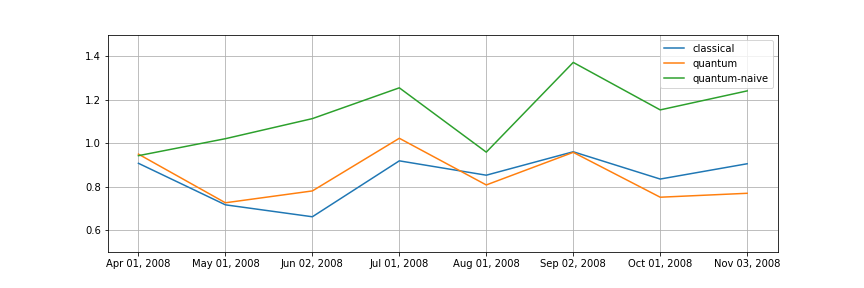 classical
quantum
quantum-naive
1.4
1.2
1.0
0.8
0.6
Apr 01, 2008 May 01, 2008 Jun 02, 2008 Jul 01, 2008 Aug 01, 2008 Sep 02, 2008 Oct 01, 2008 Nov 03, 2008